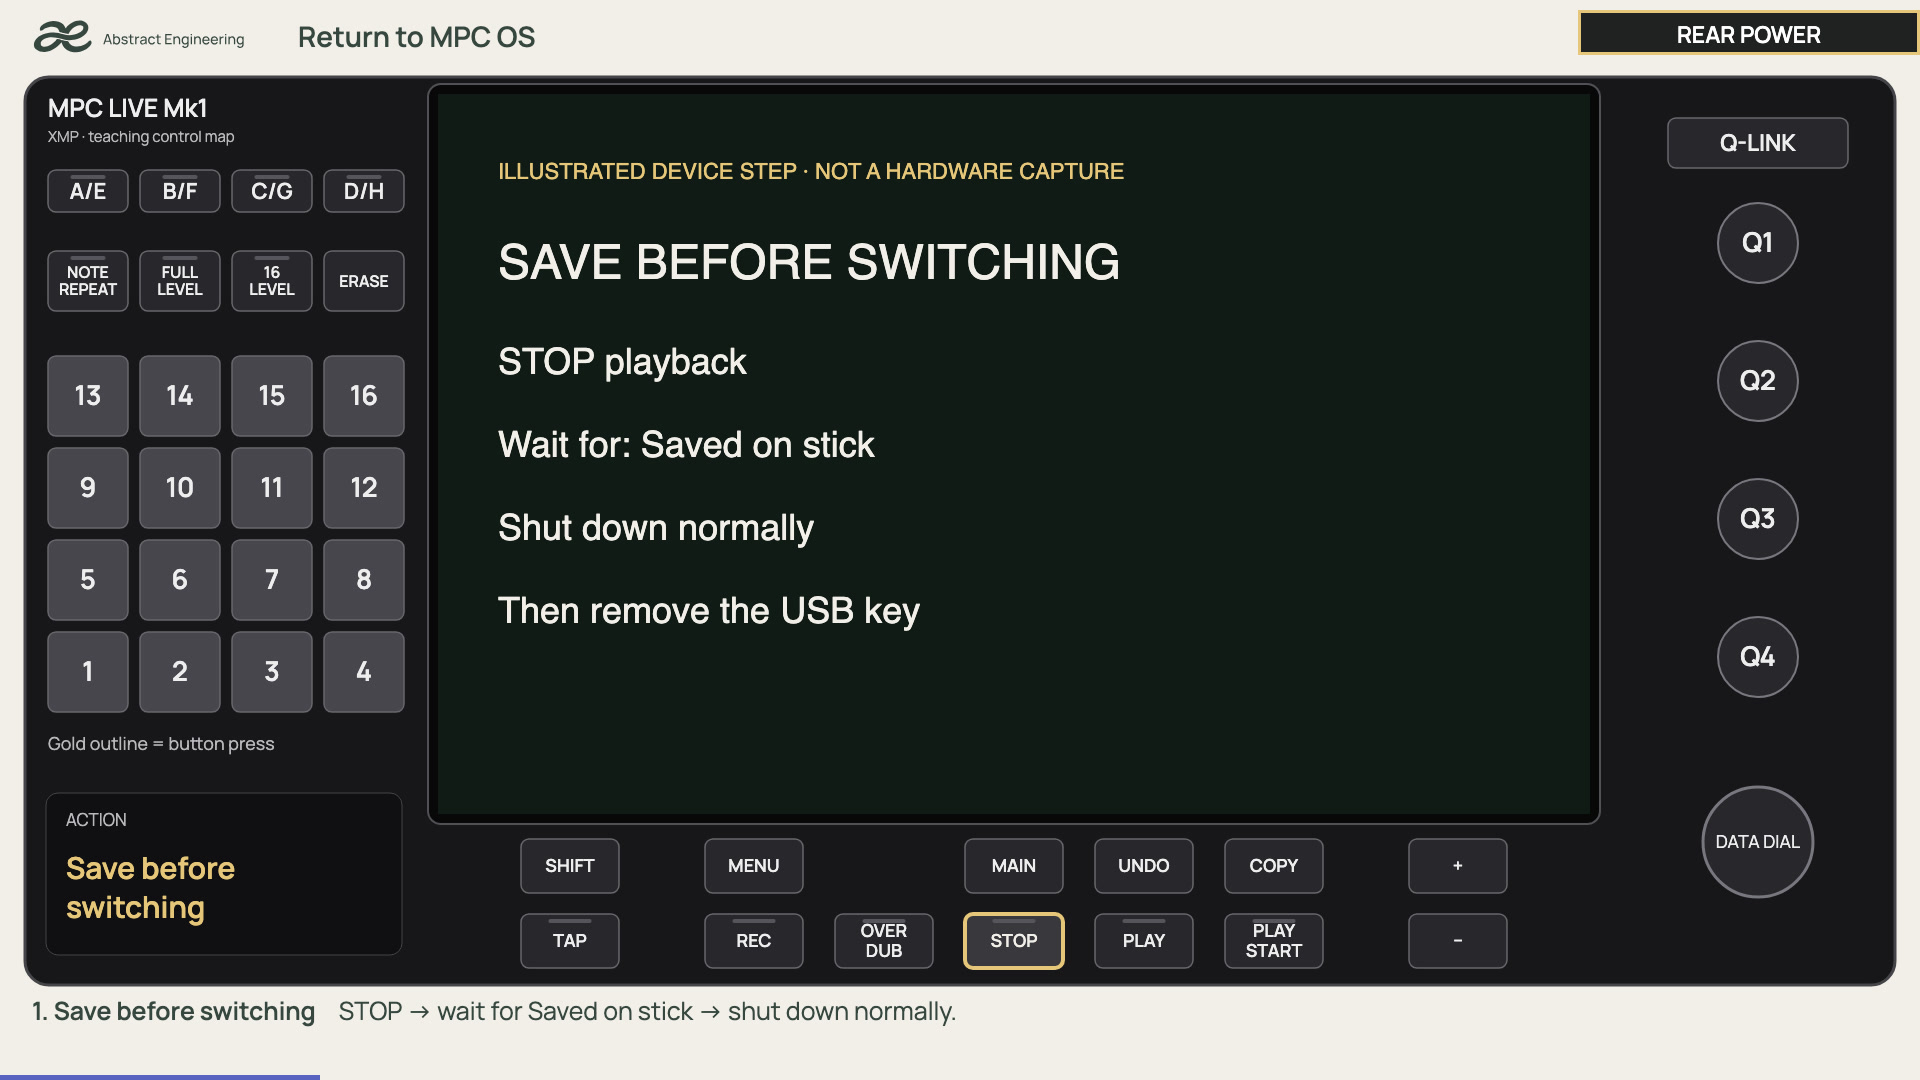 Abstract Engineering
Return to MPC OS
REAR POWER
MPC LIVE Mk1
XMP · teaching control map
A/E
B/F
C/G
D/H
NOTE
REPEAT
FULL
LEVEL
16
LEVEL
ERASE
13
14
15
16
9
10
11
12
5
6
7
8
1
2
3
4
Gold outline = button press
ACTION
Save before
switching
ILLUSTRATED DEVICE STEP · NOT A HARDWARE CAPTURE
SAVE BEFORE SWITCHING
STOP playback
Wait for: Saved on stick
Shut down normally
Then remove the USB key
Q-LINK
Q1
Q2
Q3
Q4
DATA DIAL
SHIFT
MENU
MAIN
UNDO
COPY
+
TAP
REC
OVER
DUB
STOP
PLAY
PLAY
START
−
1. Save before switching STOP → wait for Saved on stick → shut down normally.